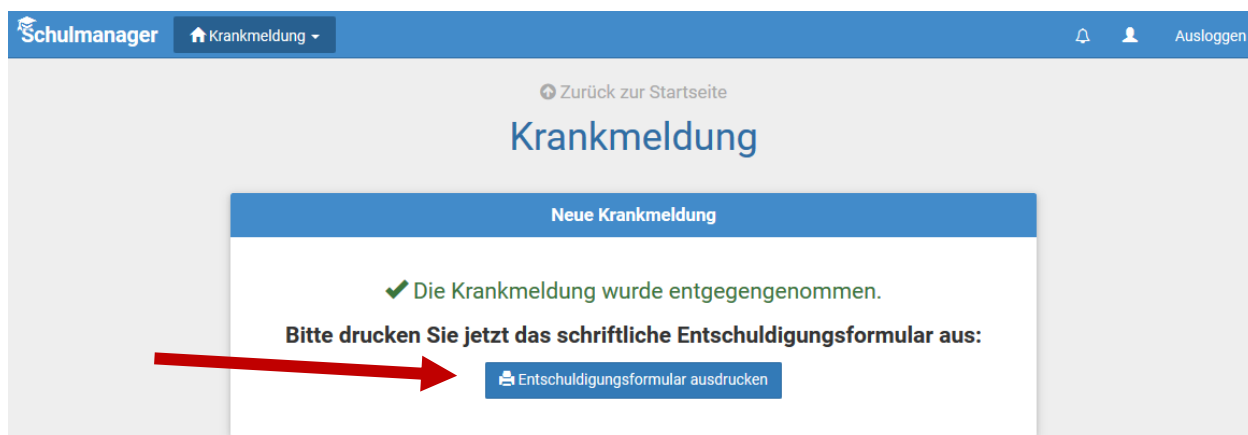 Schulmanager Krankmeldung Ausloggen
Zurück zur Startseite
Krankmeldung
Neue Krankmeldung
Die Krankmeldung wurde entgegengenommen.
Bitte drucken Sie jetzt das schriftliche Entschuldigungsformular aus:
Entschuldigungsformular ausdrucken